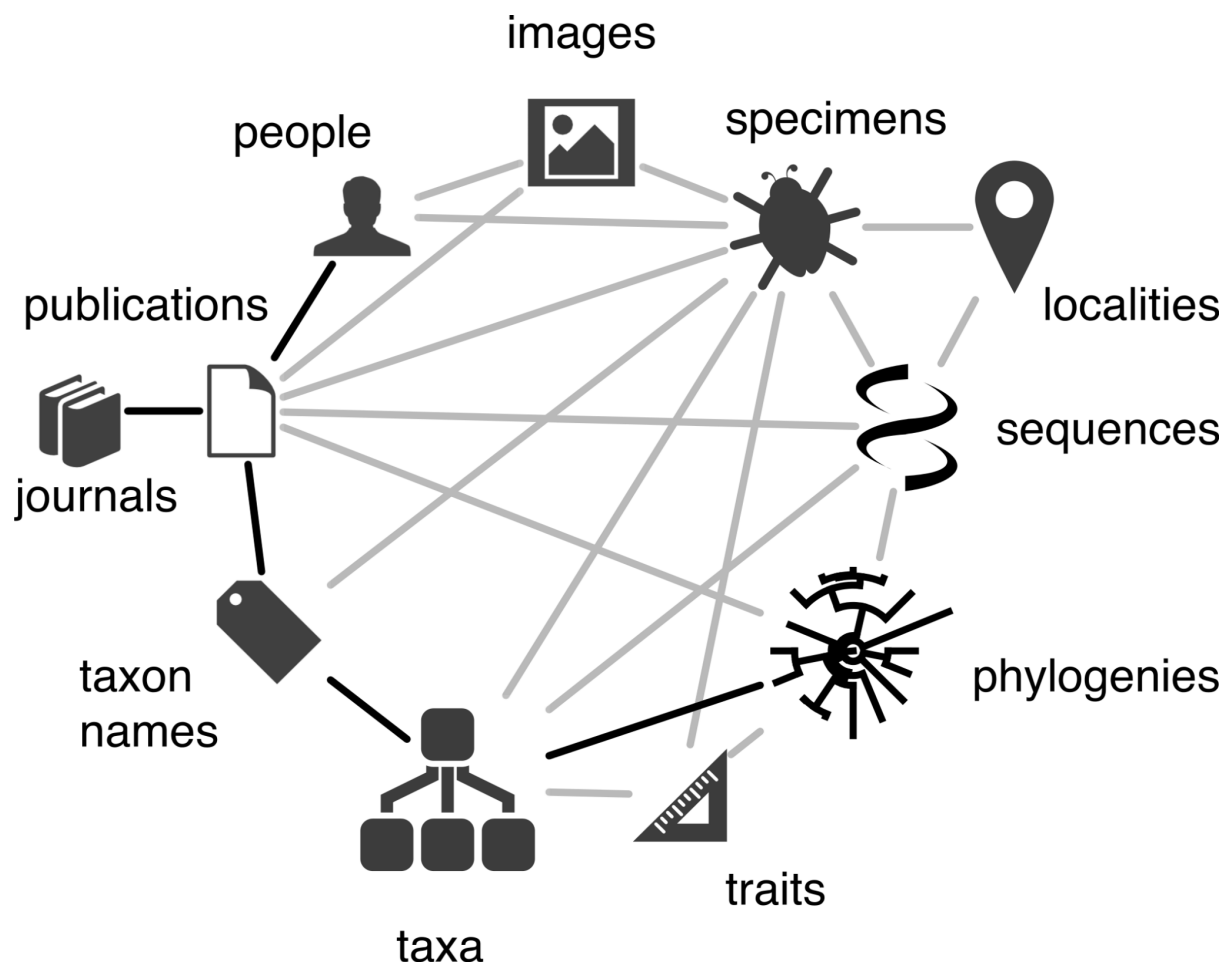 images
people
specimens
publications
localities
sequences
journals
taxon
names
phylogenies
traits
taxa